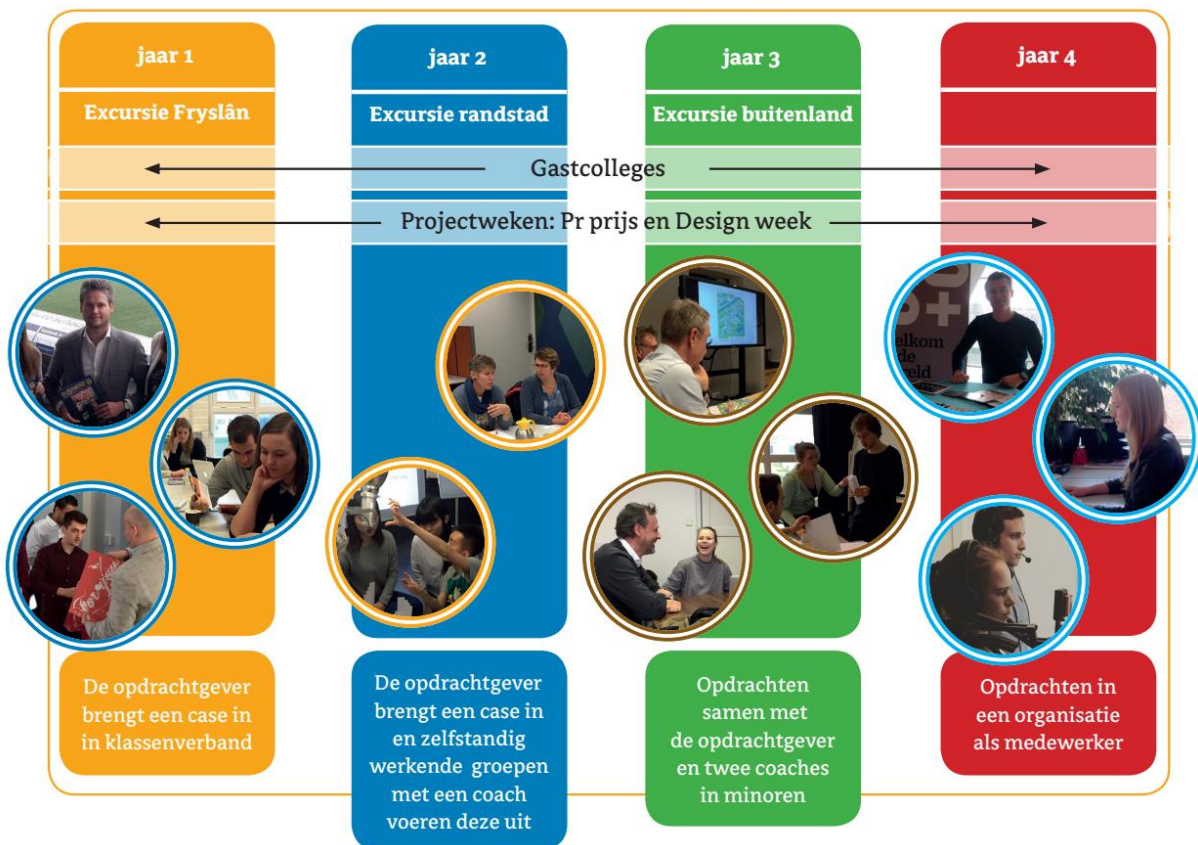 jaar 1
jaar 2
jaar 3
jaar 4
Excursie Fryslân
Excursie randstad
Excursie buitenland
Gastcolleges
Projectweken: Pr prijs en Design week
elkom
de
reld
De opdrachtgever
brengt een case in
in klassenverband
De opdrachtgever
brengt een case in
en zelfstandig
werkende groepen
met een coach
voeren deze uit
Opdrachten
samen met
de opdrachtgever
en twee coaches
in minoren
Opdrachten in
een organisatie
als medewerker